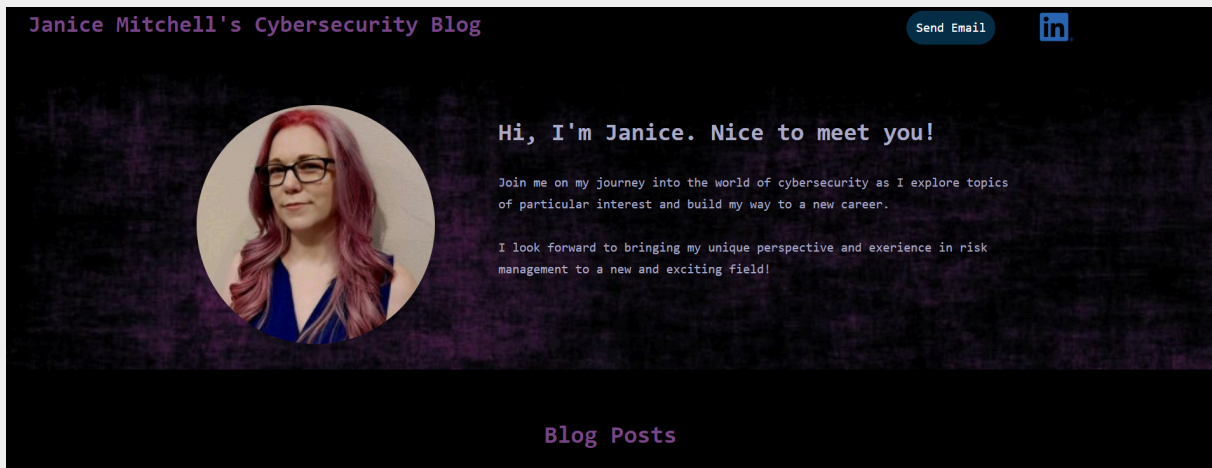 Janice Mitchell's Cybersecurity Blog
Send Email
in
Hi, I'm Janice. Nice to meet you!
Join me on my journey into the world of cybersecurity as I explore topics
of particular interest and build my way to a new career.
I look forward to bringing my unique perspective and exerience in risk
management to a new and exciting field!
Blog Posts